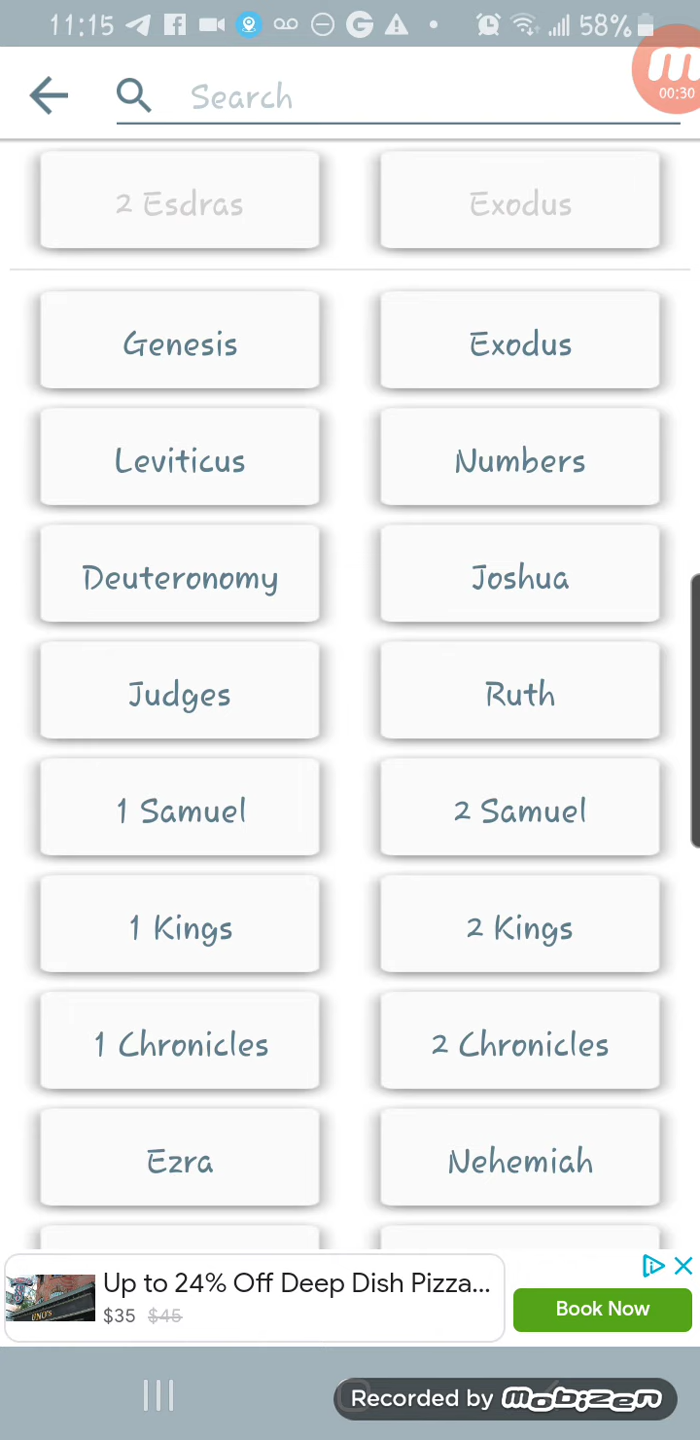 11:15 58%
Search
00:30
2 Esdras Exodus
Genesis Exodus
Leviticus Numbers
Deuteronomy Joshua
Judges Ruth
1 Samuel 2 Samuel
1 Kings 2 Kings
1 Chronicles 2 Chronicles
Ezra Nehemiah
Up to 24% Off Deep Dish Pizza...
$35 $45
UNO'S
Book Now
Recorded by mobizen